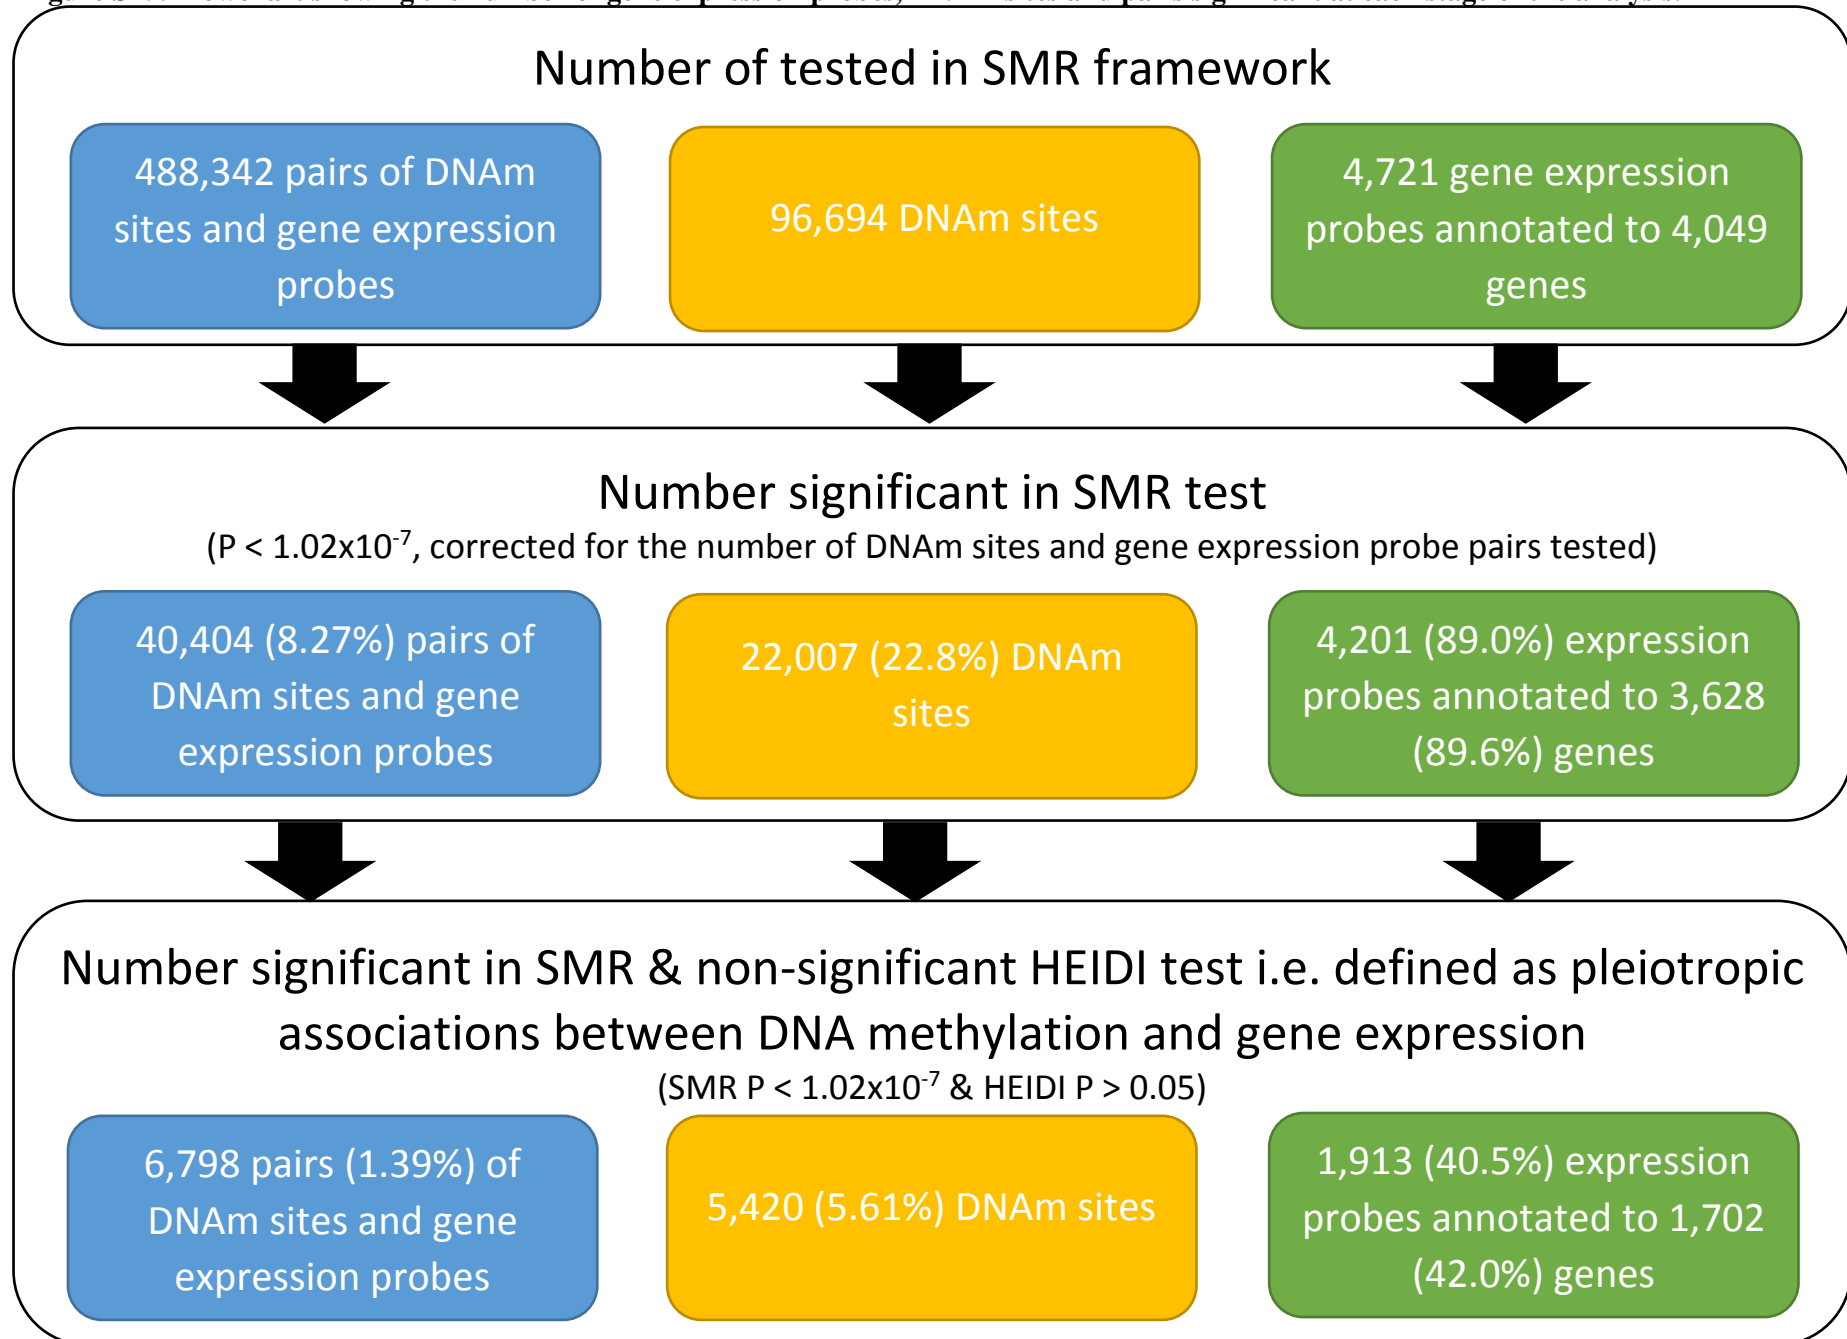 Number of tested in SMR framework
488,342 pairs of DNAm
sites and gene expression
probes
96,694 DNAm sites
4,721 gene expression
probes annotated to 4,049
genes
Number significant in SMR test
(P < 1.02x10⁻⁷, corrected for the number of DNAm sites and gene expression probe pairs tested)
40,404 (8.27%) pairs of
DNAm sites and gene
expression probes
22,007 (22.8%) DNAm
sites
4,201 (89.0%) expression
probes annotated to 3,628
(89.6%) genes
Number significant in SMR & non-significant HEIDI test i.e. defined as pleiotropic
associations between DNA methylation and gene expression
(SMR P < 1.02x10⁻⁷ & HEIDI P > 0.05)
6,798 pairs (1.39%) of
DNAm sites and gene
expression probes
5,420 (5.61%) DNAm sites
1,913 (40.5%) expression
probes annotated to 1,702
(42.0%) genes